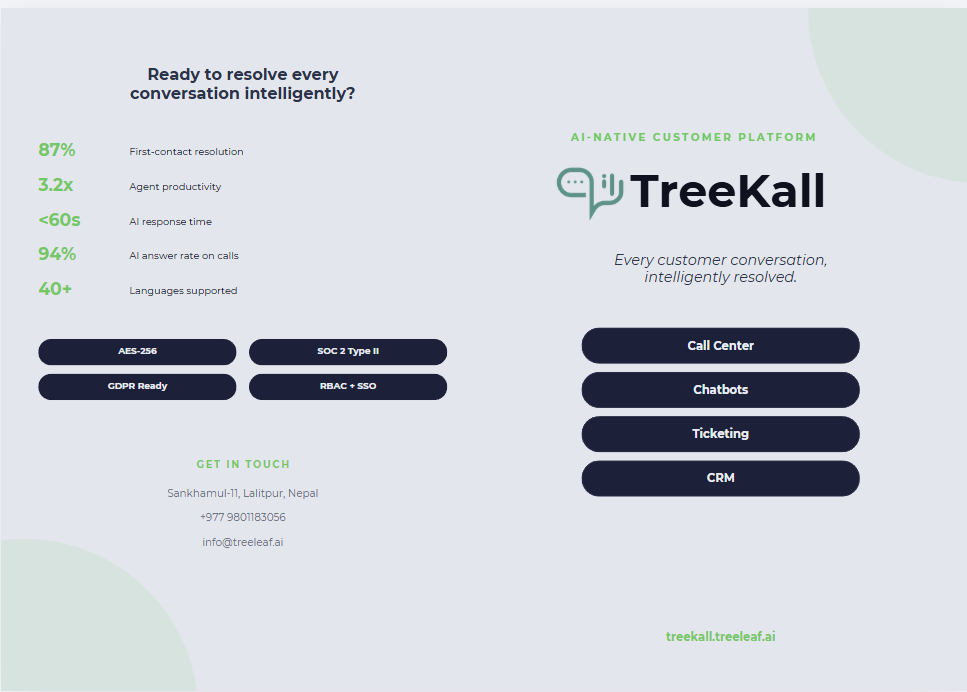 Ready to resolve every
conversation intelligently?
87% First-contact resolution
3.2x Agent productivity
<60s AI response time
94% AI answer rate on calls
40+ Languages supported
AES-256
SOC 2 Type II
GDPR Ready
RBAC + SSO
GET IN TOUCH
Sankhamul-11, Lalitpur, Nepal
+977 9801183056
info@treeleaf.ai
AI-NATIVE CUSTOMER PLATFORM
TreeKall
Every customer conversation,
intelligently resolved.
Call Center
Chatbots
Ticketing
CRM
treekall.treeleaf.ai